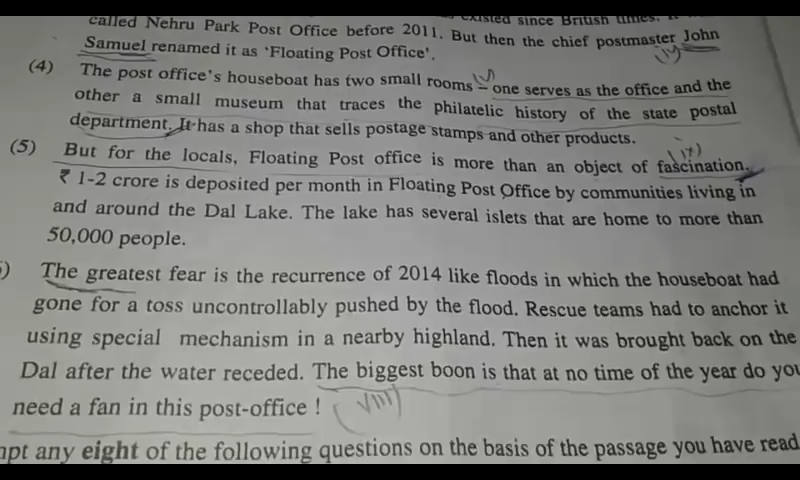 existed since British times. It
called Nehru Park Post Office before 2011. But then the chief postmaster John
Samuel renamed it as 'Floating Post Office'.
(4) The post office's houseboat has two small rooms – one serves as the office and the
other a small museum that traces the philatelic history of the state postal
department. It has a shop that sells postage stamps and other products.
(5) But for the locals, Floating Post office is more than an object of fascination.
₹ 1-2 crore is deposited per month in Floating Post Office by communities living in
and around the Dal Lake. The lake has several islets that are home to more than
50,000 people.
) The greatest fear is the recurrence of 2014 like floods in which the houseboat had
gone for a toss uncontrollably pushed by the flood. Rescue teams had to anchor it
using special mechanism in a nearby highland. Then it was brought back on the
Dal after the water receded. The biggest boon is that at no time of the year do you
need a fan in this post-office ! viii)
mpt any eight of the following questions on the basis of the passage you have read